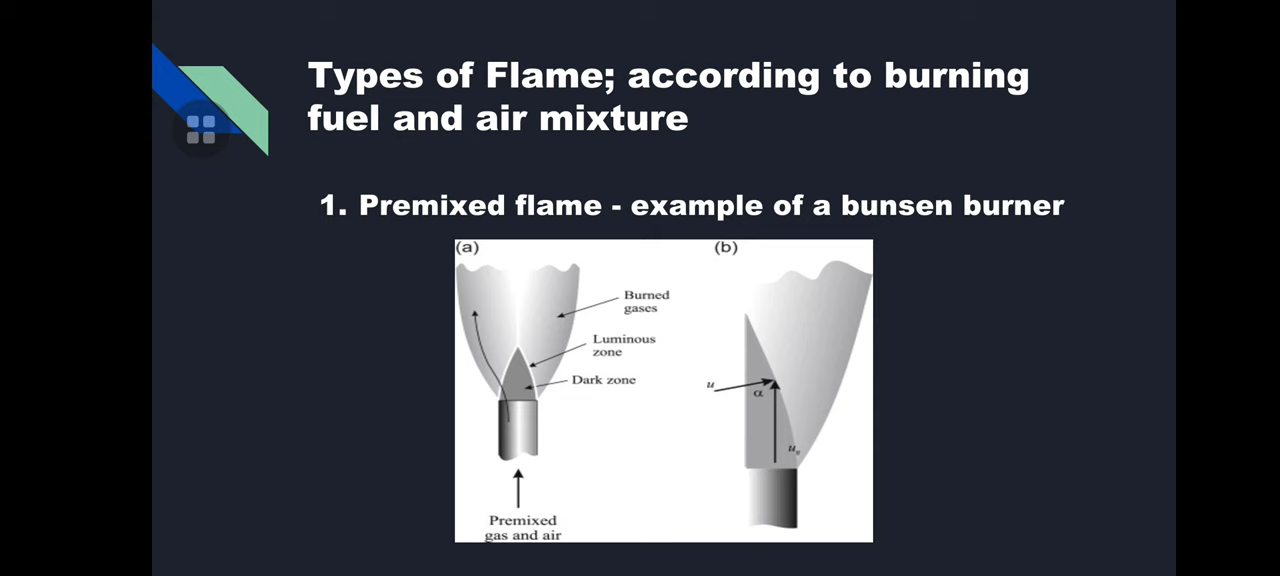 Types of Flame; according to burning
fuel and air mixture
1. Premixed flame - example of a bunsen burner
(a)
Burned
gases
Luminous
zone
Dark zone
Premixed
gas and air
(b)
u
α
uₛ